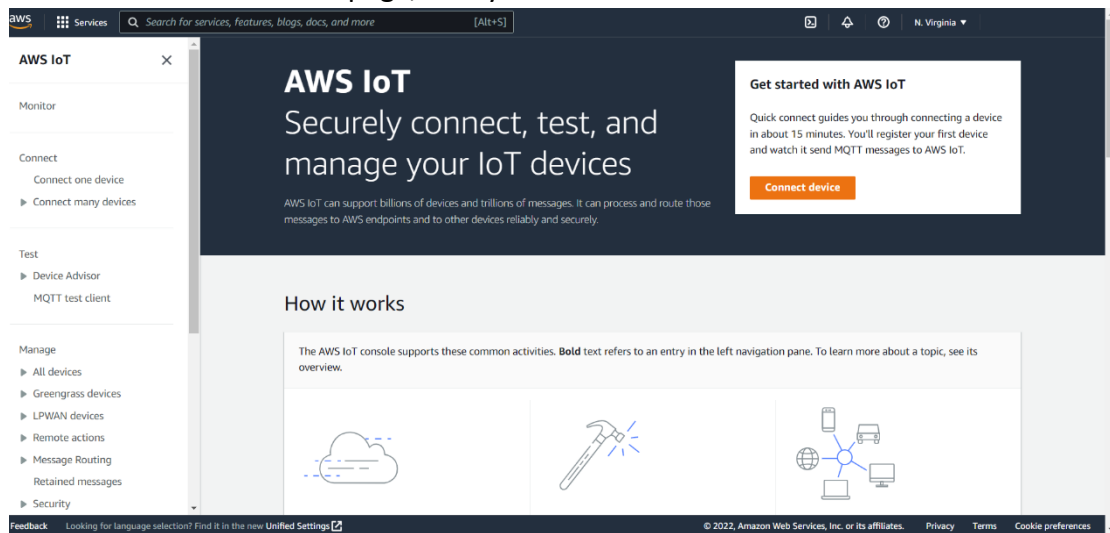 aws
Services
Search for services, features, blogs, docs, and more
[Alt+S]
N. Virginia
AWS IoT
Monitor
Connect
Connect one device
Connect many devices
Test
Device Advisor
MQTT test client
Manage
All devices
Greengrass devices
LPWAN devices
Remote actions
Message Routing
Retained messages
Security
AWS IoT
Securely connect, test, and
manage your IoT devices
AWS IoT can support billions of devices and trillions of messages. It can process and route those
messages to AWS endpoints and to other devices reliably and securely.
Get started with AWS IoT
Quick connect guides you through connecting a device
in about 15 minutes. You'll register your first device
and watch it send MQTT messages to AWS IoT.
Connect device
How it works
The AWS IoT console supports these common activities. Bold text refers to an entry in the left navigation pane. To learn more about a topic, see its
overview.
Feedback
Looking for language selection? Find it in the new Unified Settings
© 2022, Amazon Web Services, Inc. or its affiliates.
Privacy
Terms
Cookie preferences